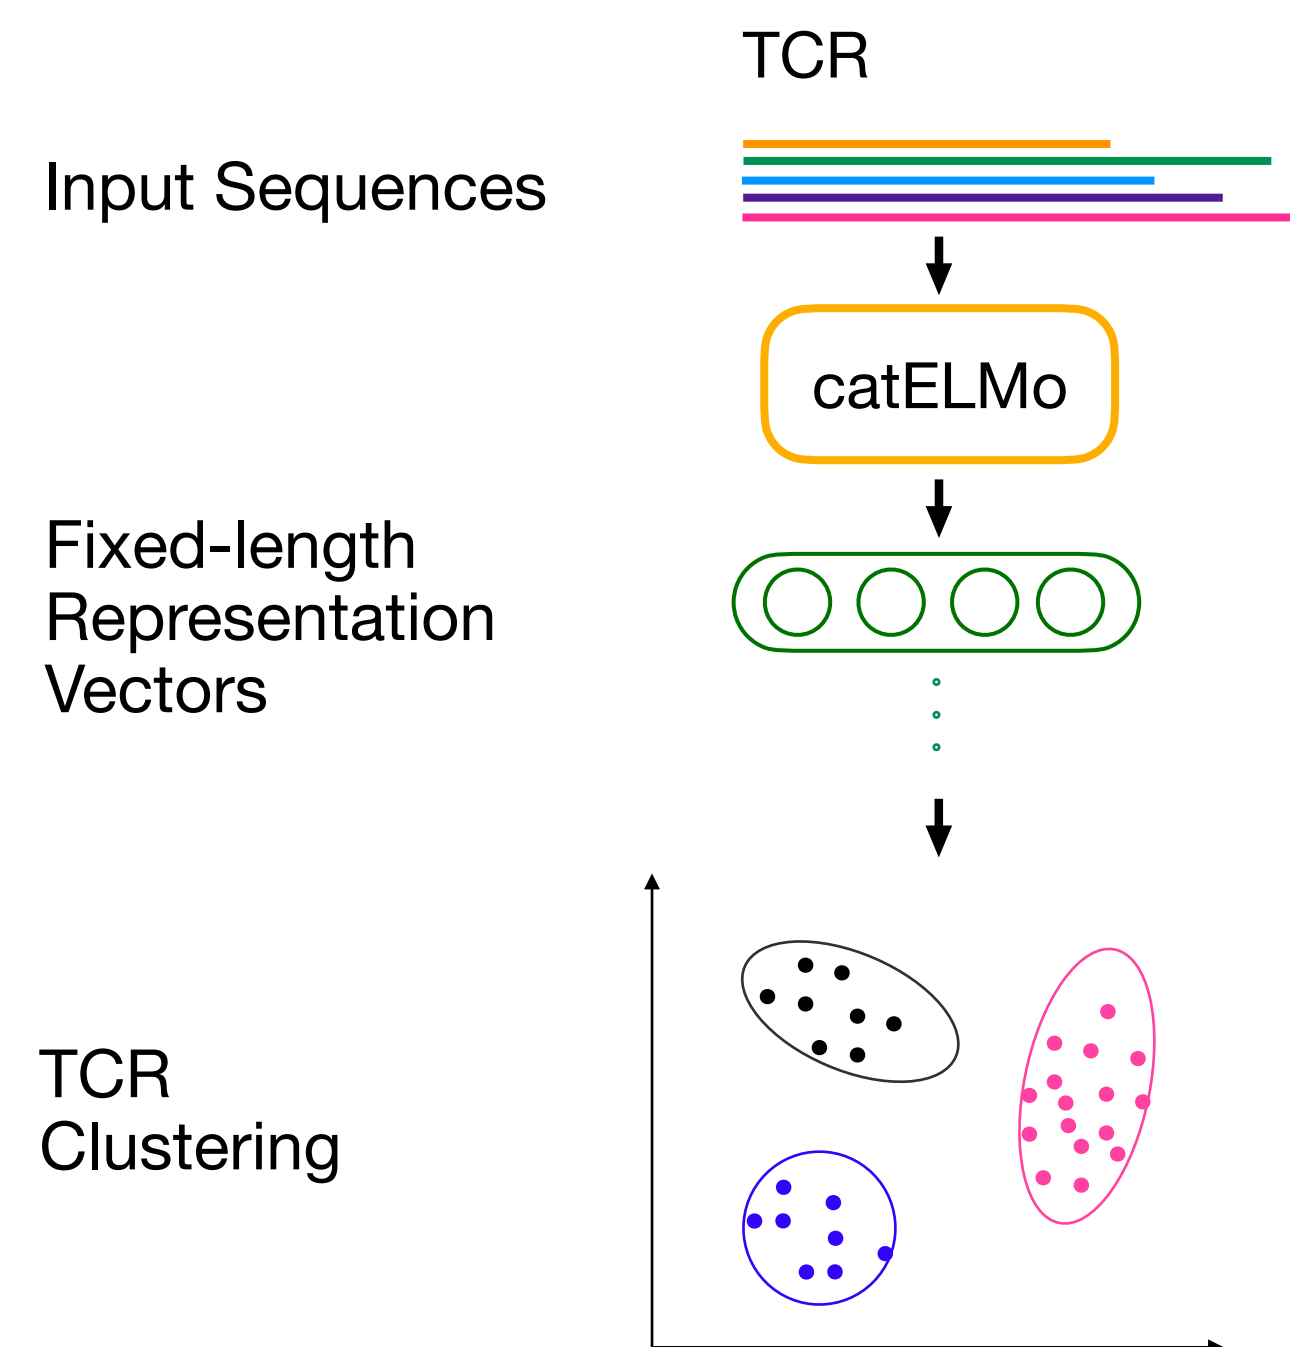 TCR
Input Sequences
catELMo
Fixed-length
Representation
Vectors
TCR
Clustering